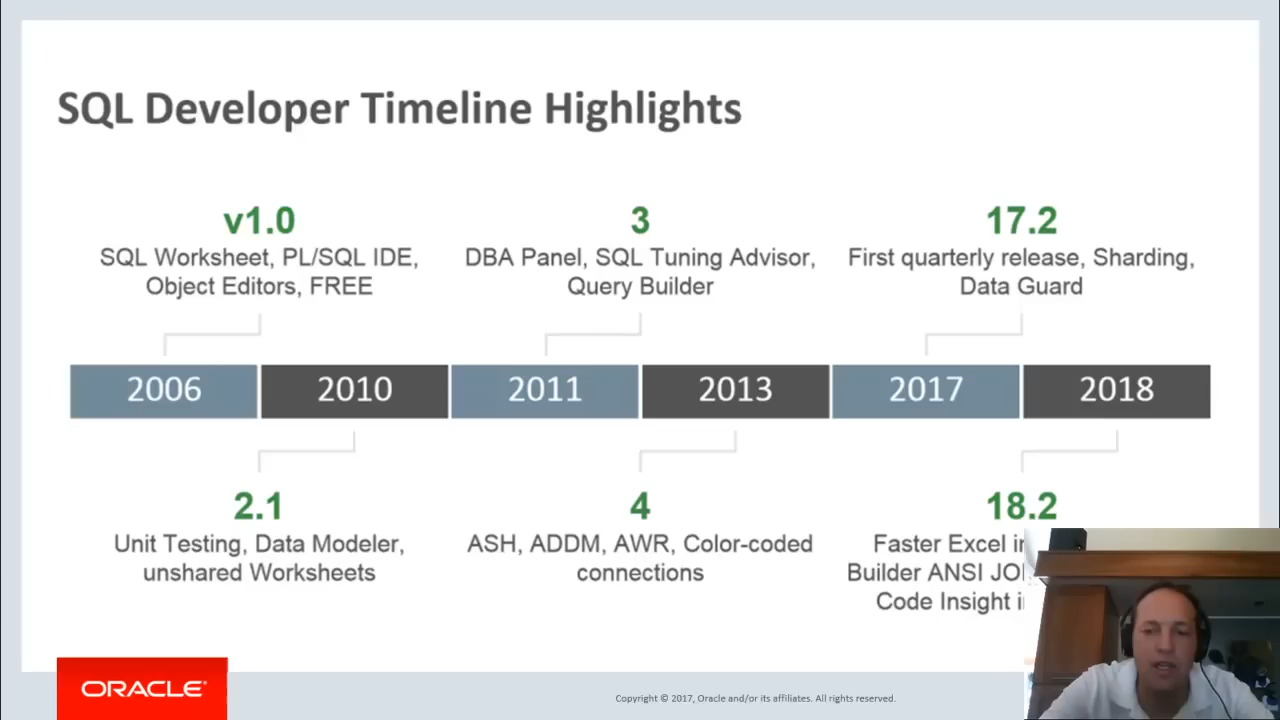 SQL Developer Timeline Highlights
v1.0
SQL Worksheet, PL/SQL IDE,
Object Editors, FREE
3
DBA Panel, SQL Tuning Advisor,
Query Builder
17.2
First quarterly release, Sharding,
Data Guard
2006
2010
2011
2013
2017
2018
2.1
Unit Testing, Data Modeler,
unshared Worksheets
4
ASH, ADDM, AWR, Color-coded
connections
18.2
Faster Excel
Builder ANSI
Code Insight
ORACLE®
Copyright © 2017, Oracle and/or its affiliates. All rights reserved.